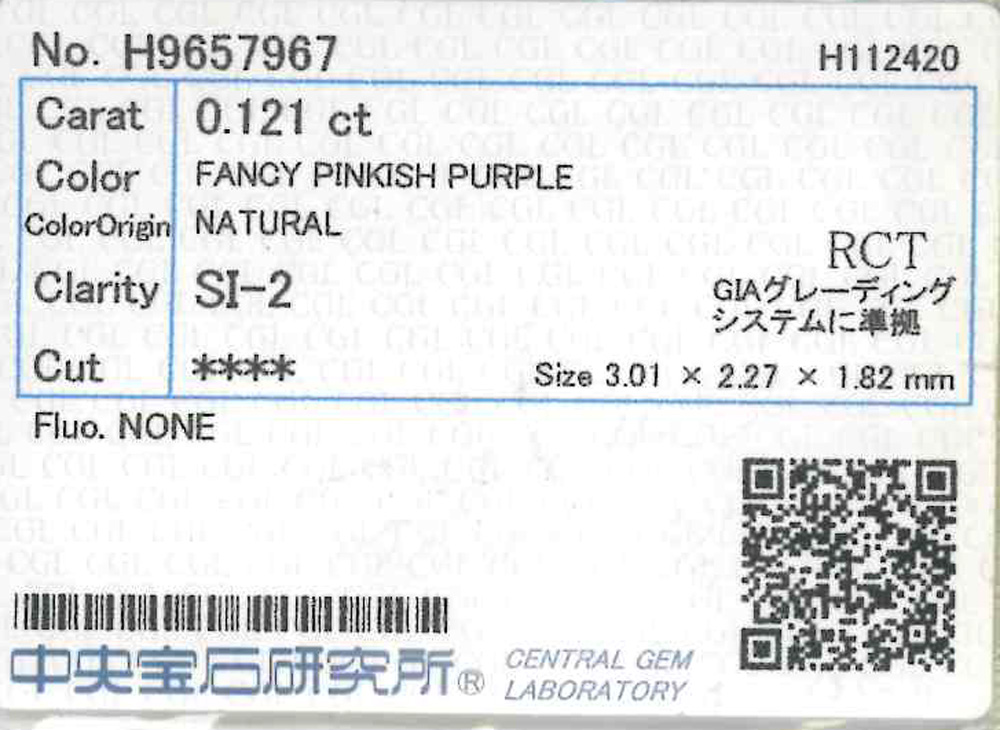 No. H9657967
H112420
Carat 0.121 ct
Color FANCY PINKISH PURPLE
ColorOrigin NATURAL
RCT
Clarity SI-2
GIAグレーディング
システムに準拠
Cut ****
Size 3.01 × 2.27 × 1.82 mm
Fluo. NONE
中央宝石研究所®
CENTRAL GEM
LABORATORY